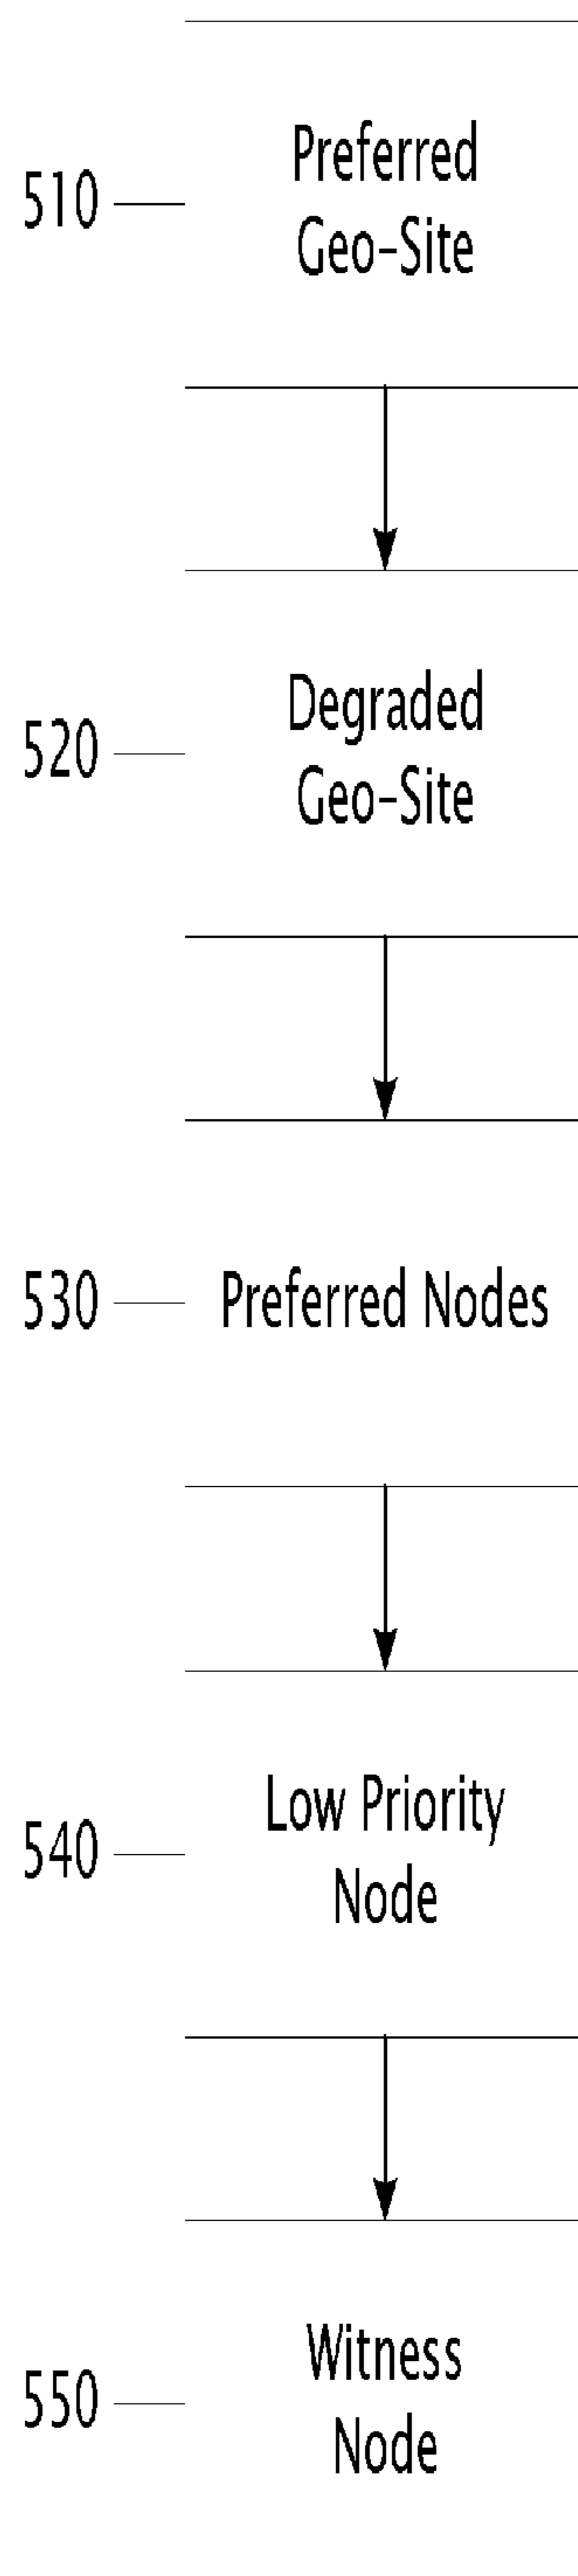 510
Preferred
Geo-Site
520
Degraded
Geo-Site
530
Preferred Nodes
540
Low Priority
Node
550
Witness
Node